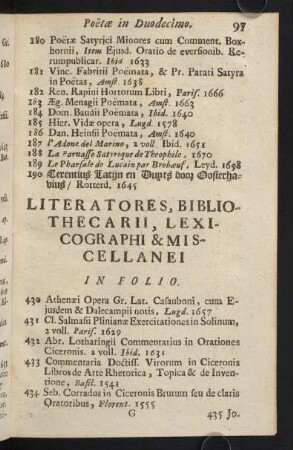 Poëtæ in Duodecimo. 97
180 Poëtæ Satyrici Minores cum Comment. Box-
hornii, Item Ejusd. Oratio de eversionib. Re-
rumpublicar. Ibid 1633
181 Vinc. Fabritii Poëmata, & Pr. Parati Satyra
in Poëtas, Amst. 1638
182 Ren. Rapini Hortorum Libri, Paris. 1666
183 Æg. Menagii Poëmata, Amst. 1663
184 Dom. Baudii Poëmata, Ibid. 1640
185 Hier. Vidæ opera, Lugd. 1578
186 Dan. Heinsii Poëmata, Amst. 1640
187 l'Adone del Marino, 2 voll. Ibid. 1651
188 La Parnasse Satyrique de Theophile. 1670
189 Le Pharsale de Lucain par Brebœuf, Leyd. 1658
190 Terentius Latijn en Duyts door Oosterha-
vius/ Rotterd. 1645
LITERATORES, BIBLIO-
THECARII, LEXI-
COGRAPHI & MIS-
CELLANEI
IN FOLIO.
430 Athenæi Opera Gr. Lat. Casauboni, cum E-
jusdem & Dalecampii notis, Lugd. 1657
431 Cl. Salmasii Plinianæ Exercitationes in Solinum,
2 voll. Paris. 1629
432 Abr. Lotharingii Commentarius in Orationes
Ciceronis. 2 voll. Ibid. 1631
433 Commentaria Doctiss. Virorum in Ciceronis
Libros de Arte Rhetorica, Topica & de Inven-
tione, Basil. 1541
434 Seb. Corradus in Ciceronis Brutum seu de claris
Oratoribus, Florent. 1555
G 435 Jo.